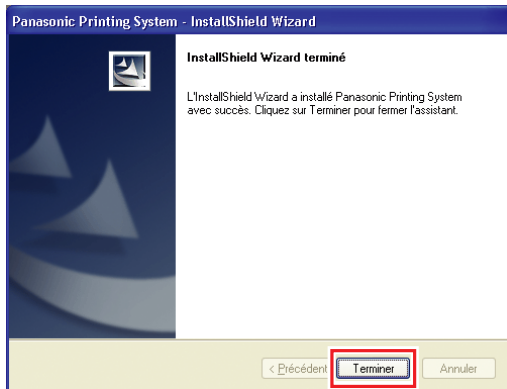 Panasonic Printing System - InstallShield Wizard
InstallShield Wizard terminé
L'InstallShield Wizard a installé Panasonic Printing System
avec succès. Cliquez sur Terminer pour fermer l'assistant.
< Précédent Terminer Annuler